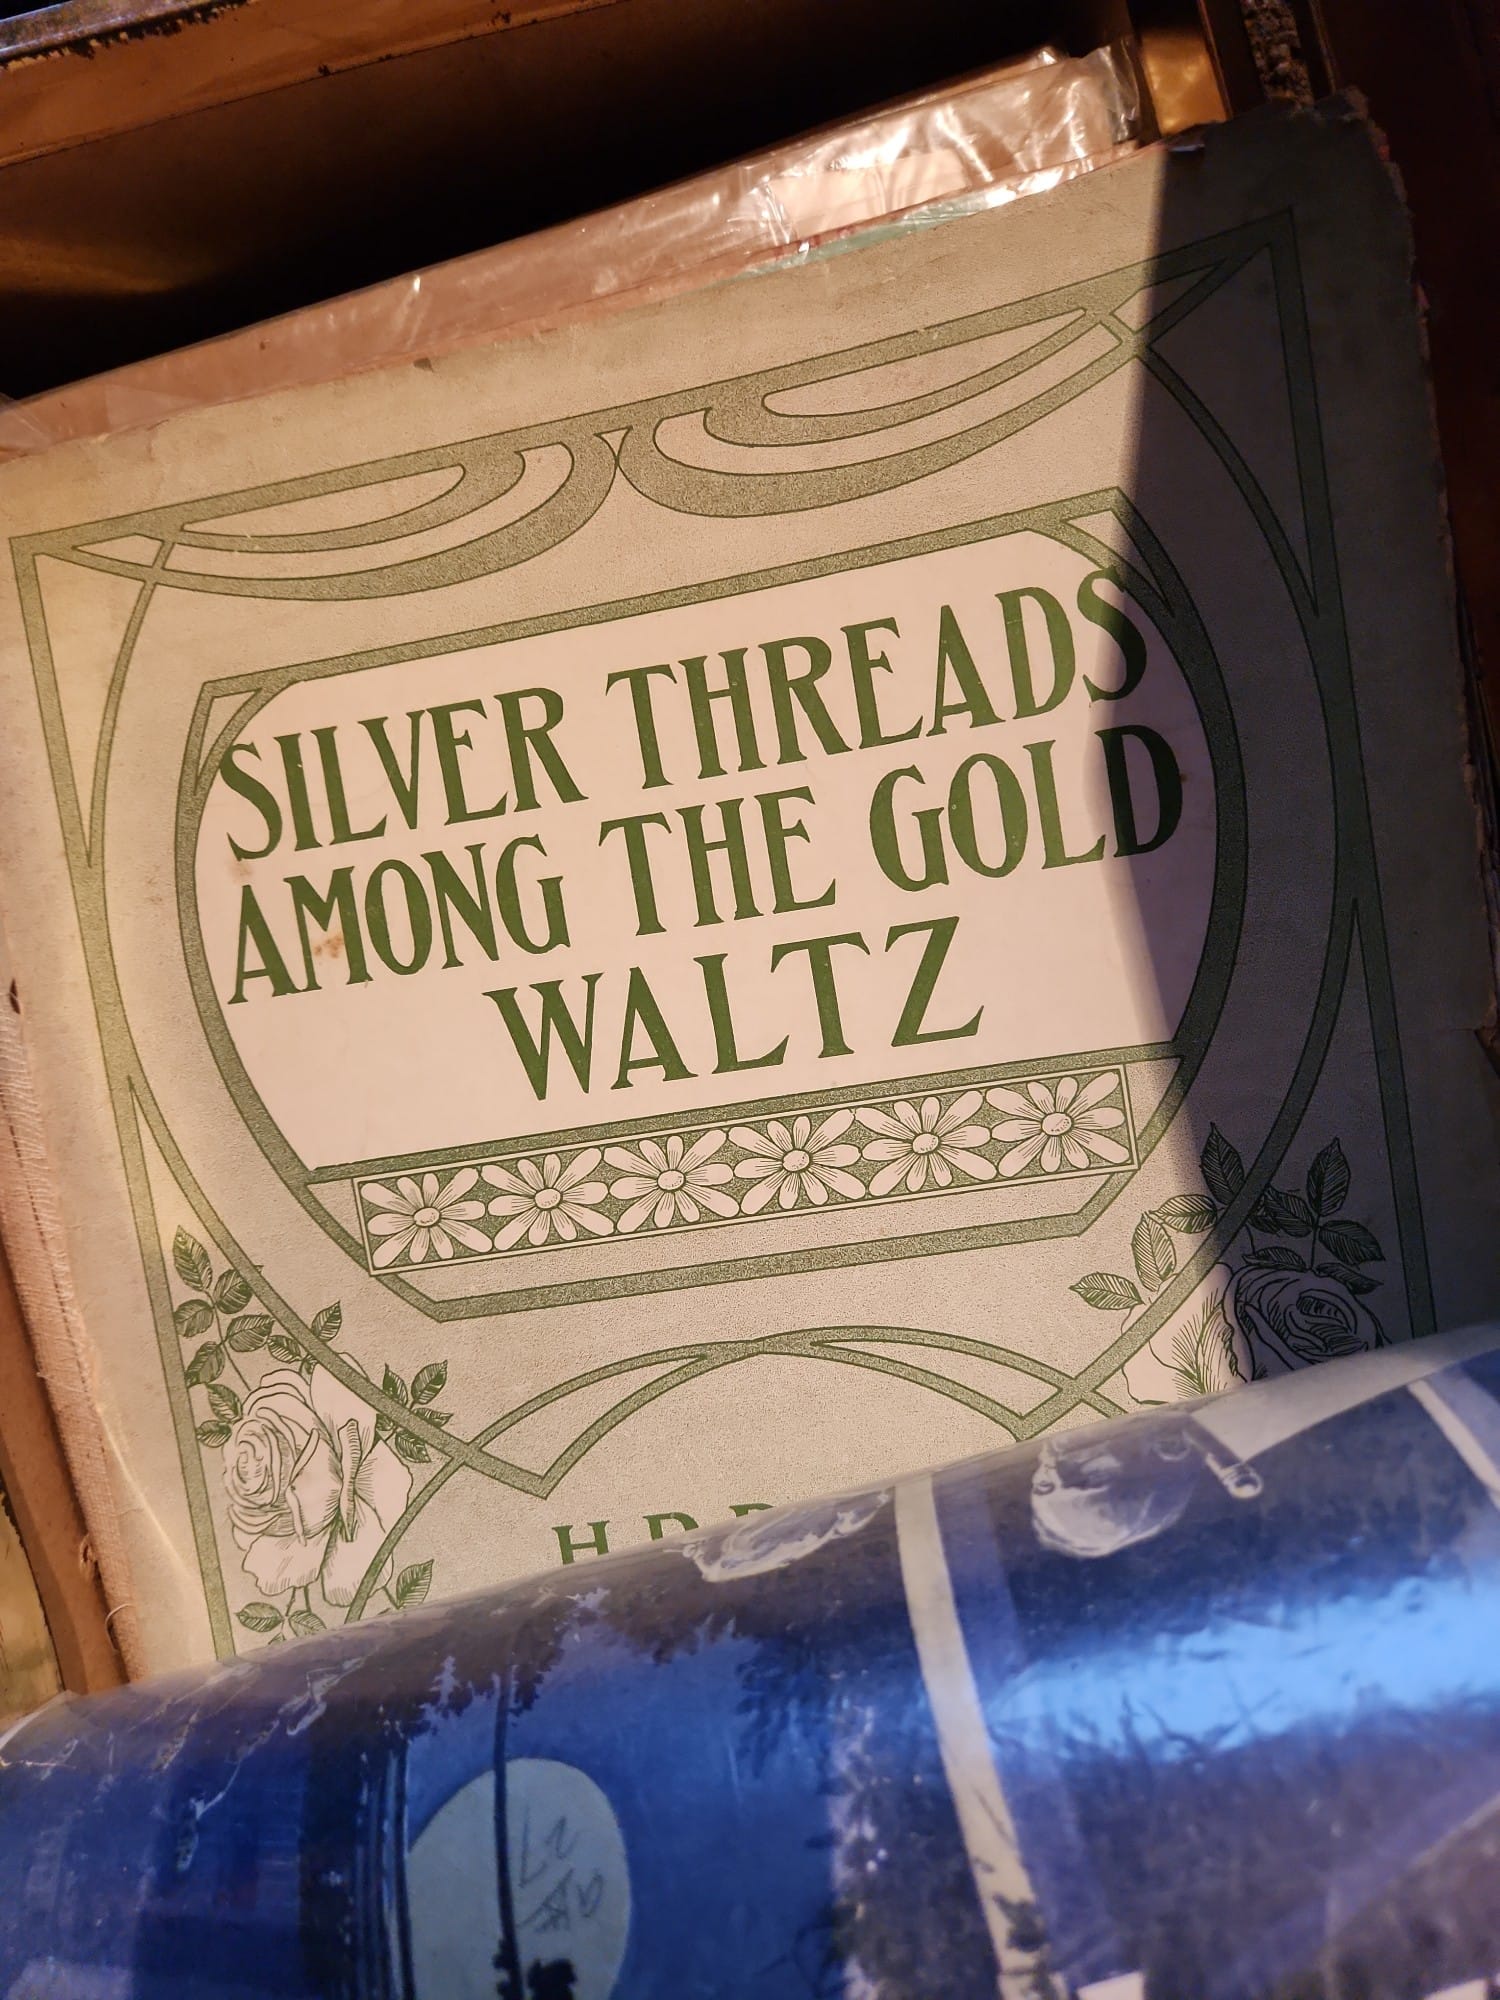 SILVER THREADS
AMONG THE GOLD
WALTZ